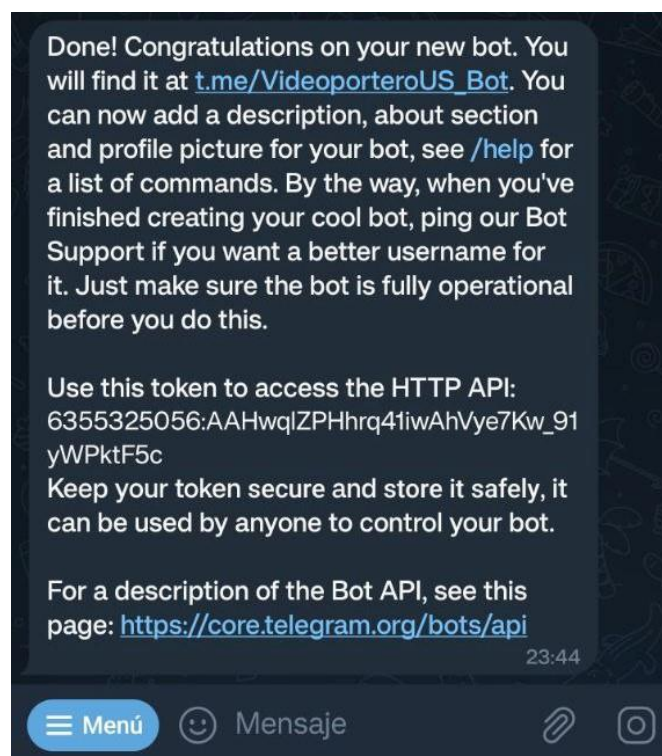 Done! Congratulations on your new bot. You
will find it at t.me/VideoporteroUS_Bot. You
can now add a description, about section
and profile picture for your bot, see /help for
a list of commands. By the way, when you've
finished creating your cool bot, ping our Bot
Support if you want a better username for
it. Just make sure the bot is fully operational
before you do this.
Use this token to access the HTTP API:
6355325056:AAHwqlZPHhrq41iwAhVye7Kw_91
yWPktF5c
Keep your token secure and store it safely, it
can be used by anyone to control your bot.
For a description of the Bot API, see this
page: https://core.telegram.org/bots/api
23:44
Menú
Mensaje